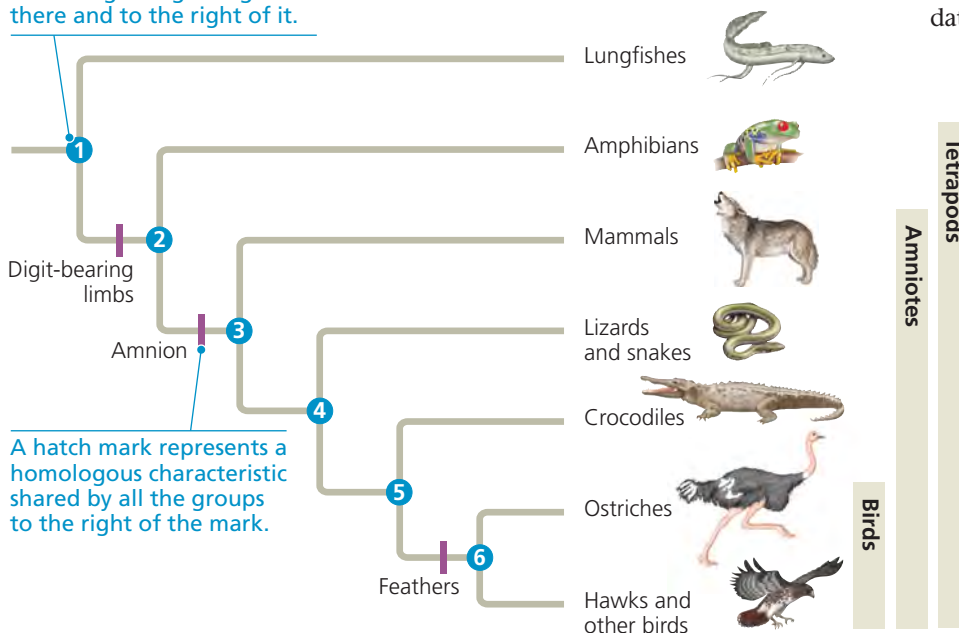 there and to the right of it.
dat
Lungfishes
1
Amphibians
Tetrapods
2
Mammals
Digit-bearing
limbs
Amniotes
3
Amnion
Lizards
and snakes
4
Crocodiles
A hatch mark represents a
homologous characteristic
shared by all the groups
to the right of the mark.
5
Ostriches
Birds
6
Feathers
Hawks and
other birds